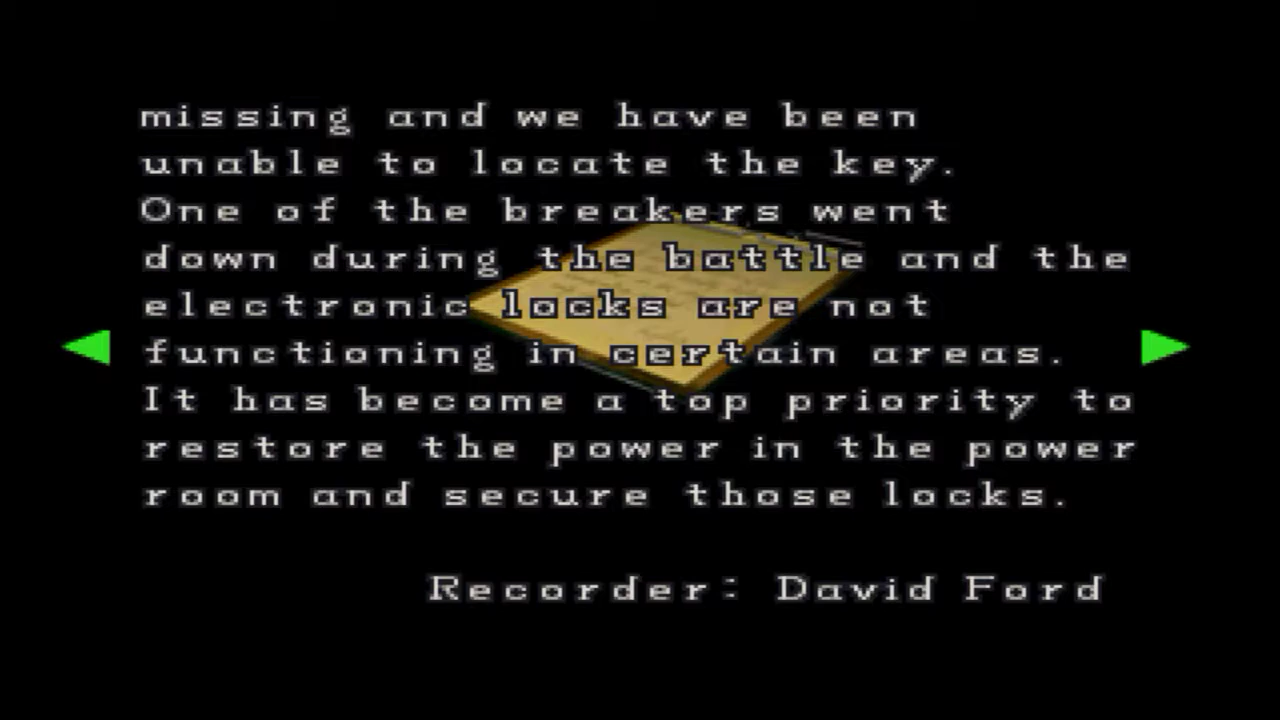 missing and we have been
unable to locate the key.
One of the breakers went
down during the battle and the
electronic locks are not
functioning in certain areas.
It has become a top priority to
restore the power in the power
room and secure those locks.
Recorder: David Ford